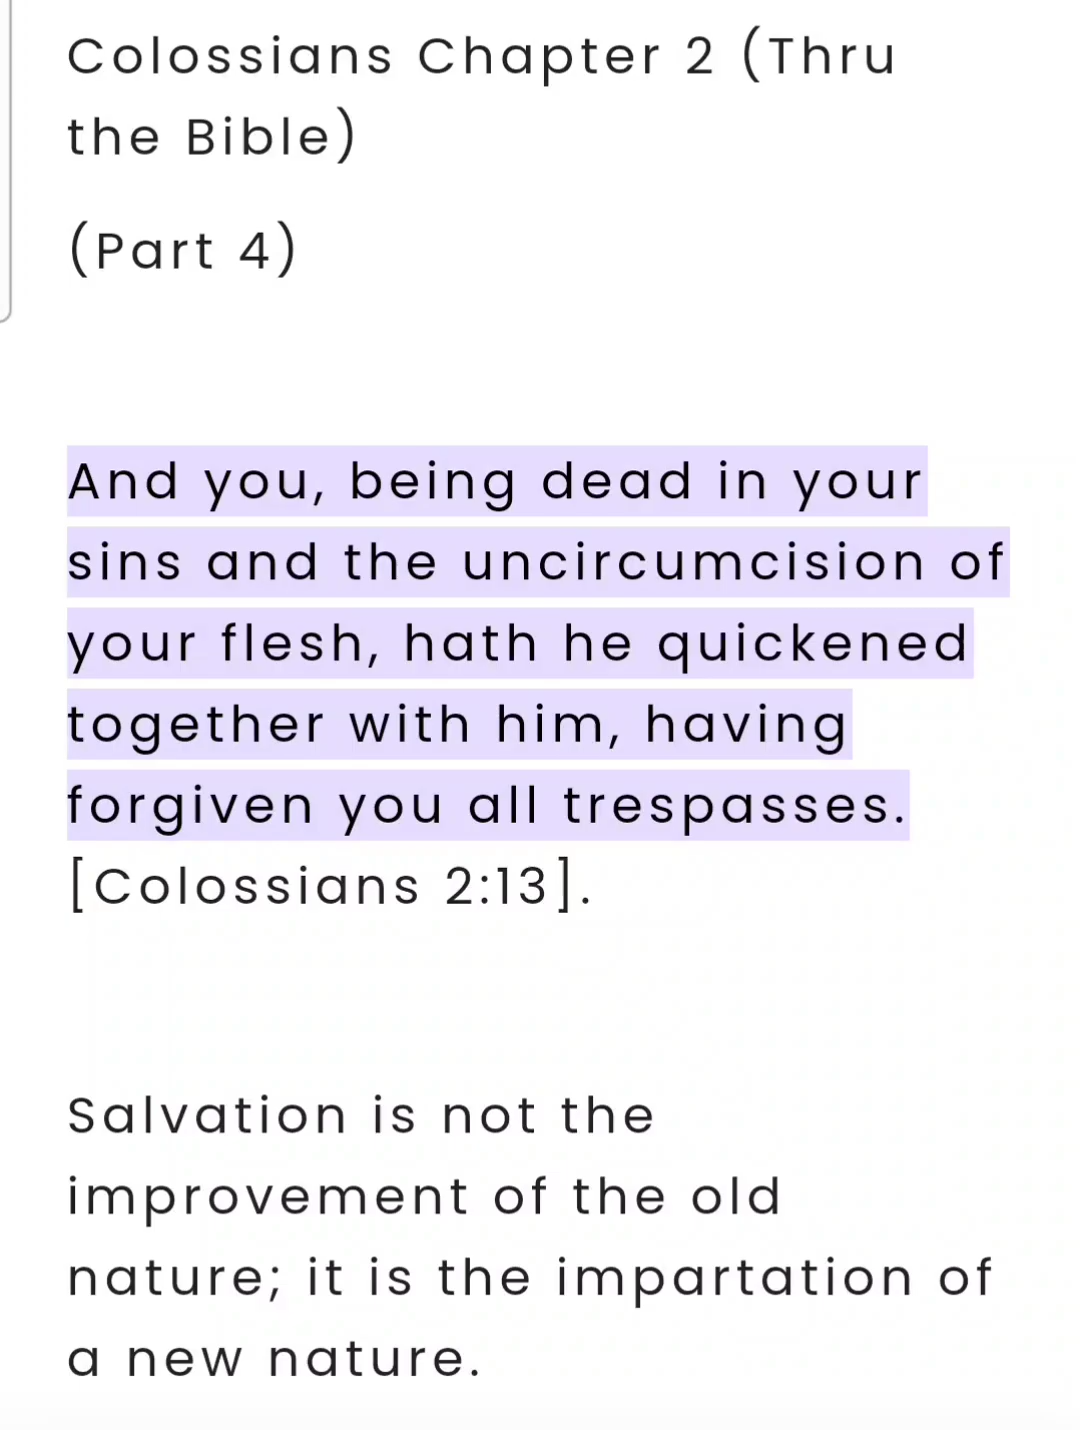 Colossians Chapter 2 (Thru
the Bible)
(Part 4)
And you, being dead in your
sins and the uncircumcision of
your flesh, hath he quickened
together with him, having
forgiven you all trespasses.
[Colossians 2:13].
Salvation is not the
improvement of the old
nature; it is the impartation of
a new nature.